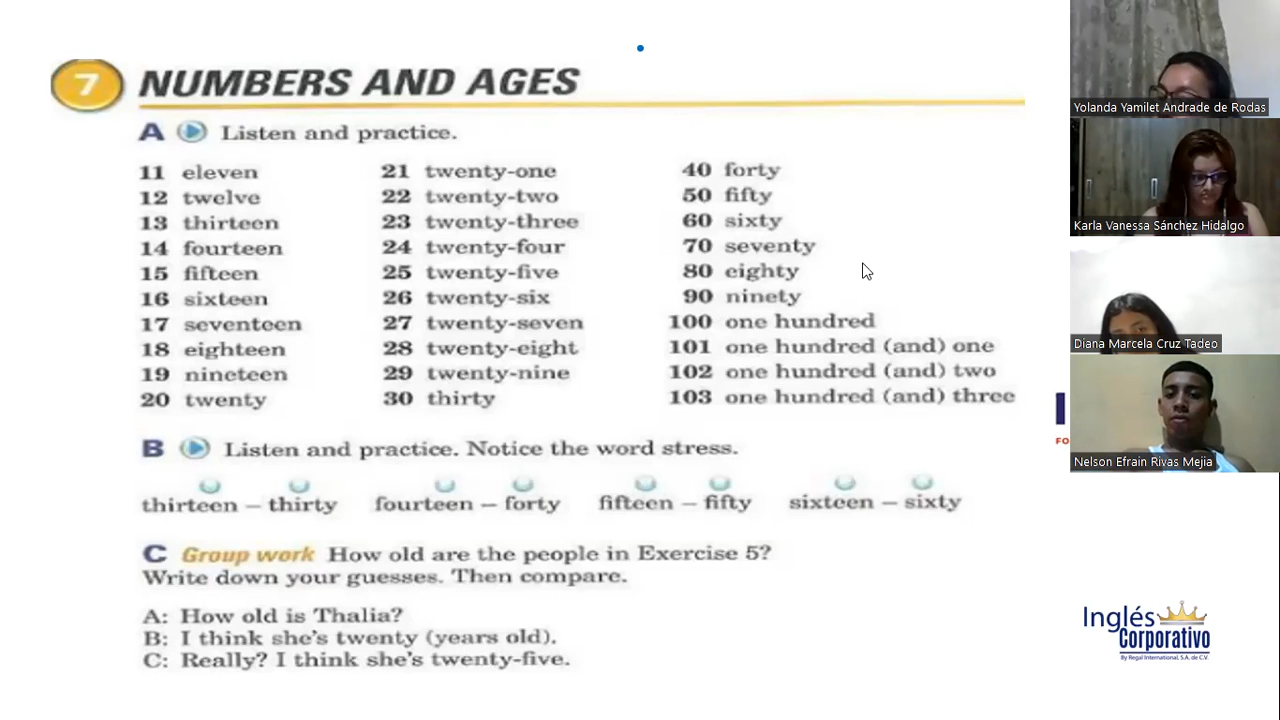 7 NUMBERS AND AGES
A Listen and practice.
11 eleven
12 twelve
13 thirteen
14 fourteen
15 fifteen
16 sixteen
17 seventeen
18 eighteen
19 nineteen
20 twenty
21 twenty-one
22 twenty-two
23 twenty-three
24 twenty-four
25 twenty-five
26 twenty-six
27 twenty-seven
28 twenty-eight
29 twenty-nine
30 thirty
40 forty
50 fifty
60 sixty
70 seventy
80 eighty
90 ninety
100 one hundred
101 one hundred (and) one
102 one hundred (and) two
103 one hundred (and) three
B Listen and practice. Notice the word stress.
thirteen – thirty fourteen – forty fifteen – fifty sixteen – sixty
C Group work How old are the people in Exercise 5?
Write down your guesses. Then compare.
A: How old is Thalia?
B: I think she's twenty (years old).
C: Really? I think she's twenty-five.
Yolanda Yamilet Andrade de Rodas
Karla Vanessa Sánchez Hidalgo
Diana Marcela Cruz Tadeo
Nelson Efrain Rivas Mejia
FO
Inglés
Corporativo
By Regal International, S.A. de C.V.